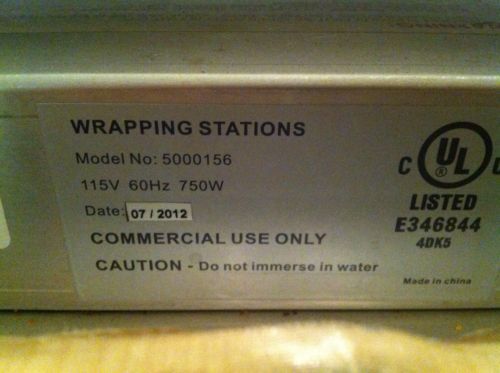 WRAPPING STATIONS
Model No: 5000156
115V 60Hz 750W
Date: 07 / 2012
COMMERCIAL USE ONLY
CAUTION - Do not immerse in water
C UL ®
LISTED
E346844
4DK5
Made in china